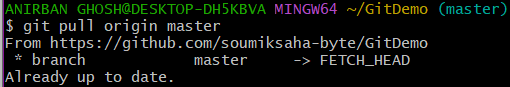 ANIRBAN GHOSH@DESKTOP-DH5KBVA MINGW64 ~/GitDemo (master)
$ git pull origin master
From https://github.com/soumiksaha-byte/GitDemo
 * branch            master     -> FETCH_HEAD
Already up to date.